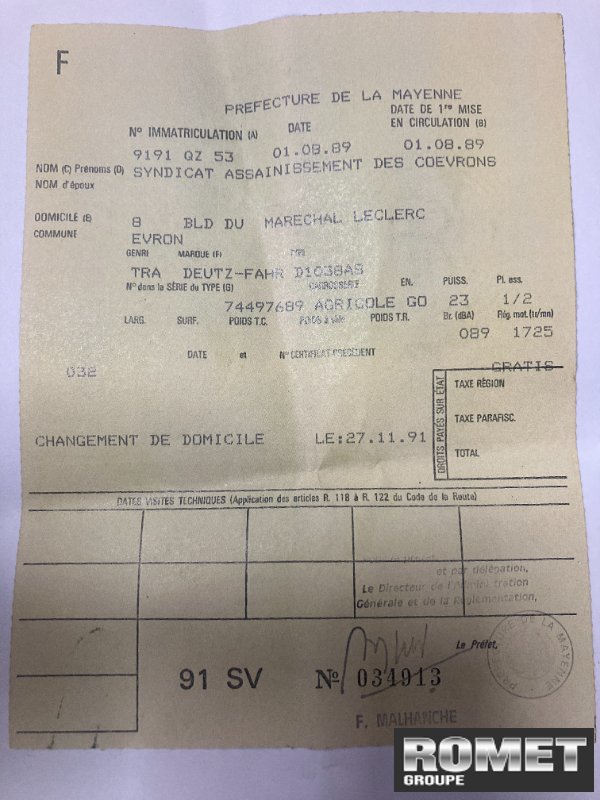 F
PREFECTURE DE LA MAYENNE
N° IMMATRICULATION (A) DATE DATE DE 1re MISE EN CIRCULATION (B)
9191 QZ 53 01.08.89 01.08.89
NOM (C) Prénoms (D) SYNDICAT ASSAINISSEMENT DES COEVRONS
NOM d'époux
DOMICILE (E) 8 BLD DU MARECHAL LECLERC
COMMUNE EVRON
GENRE MARQUE (F) TYPE
TRA DEUTZ-FAHR D1038AS
N° dans la SÉRIE du TYPE (G) CARROSSERIE EN. PUISS. Pl. ass.
74497689 AGRICOLE GO 23 1/2
LARG. SURF. POIDS T.C. POIDS à vide POIDS T.R. Br. (dBA) Rég. mot. (tr/mn)
089 1725
DATE et N° CERTIFICAT PRÉCÉDENT
032 GRATIS
DROITS PAYÉS SUR ÉTAT
TAXE RÉGION
TAXE PARAFISC.
TOTAL
CHANGEMENT DE DOMICILE LE:27.11.91
DATES VISITES TECHNIQUES (Application des articles R. 118 à R. 122 du Code de la Route)
et par délégation,
Le Directeur de l'Administration
Générale et de la Réglementation,
Le Préfet,
PREFECTURE DE LA MAYENNE
91 SV N° 034913
F. MALHANCHE
ROMET
GROUPE